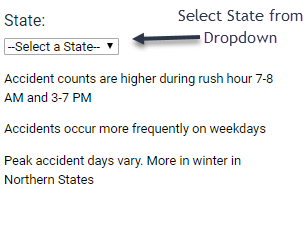 State:
Select State from
Dropdown
--Select a State--
Accident counts are higher during rush hour 7-8
AM and 3-7 PM
Accidents occur more frequently on weekdays
Peak accident days vary. More in winter in
Northern States